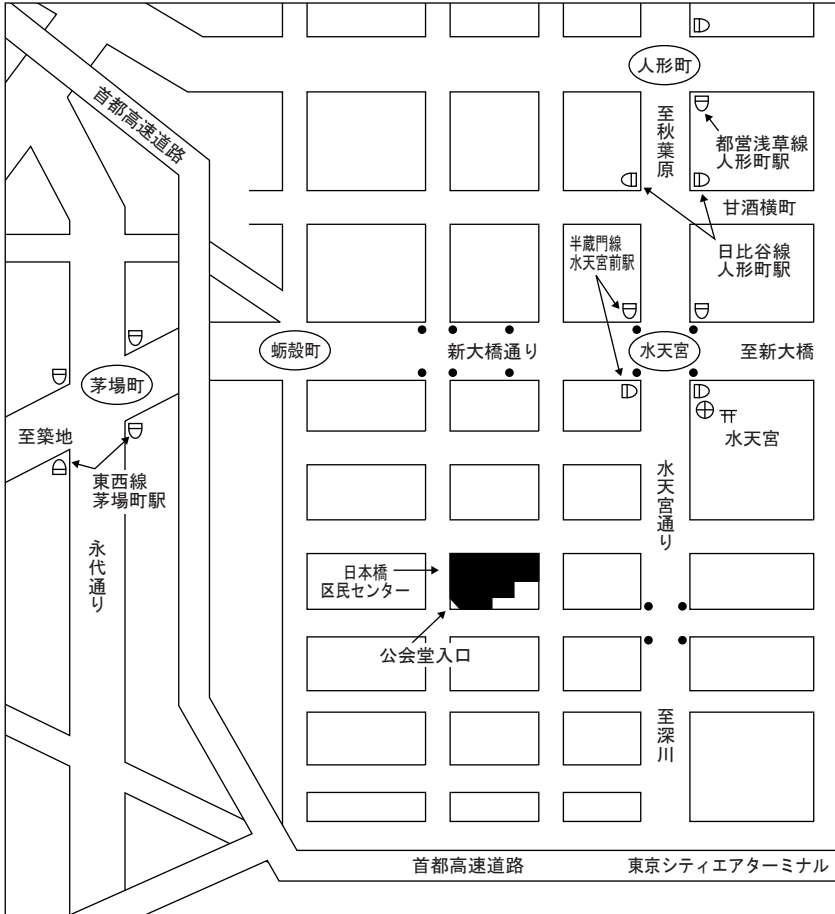 人形町
首都高速道路
至秋葉原
都営浅草線
人形町駅
甘酒横町
日比谷線
人形町駅
半蔵門線
水天宮前駅
蛎殻町
新大橋通り
水天宮
至新大橋
茅場町
至築地
東西線
茅場町駅
水天宮
水天宮通り
永代通り
日本橋
区民センター
公会堂入口
至深川
首都高速道路
東京シティエアターミナル